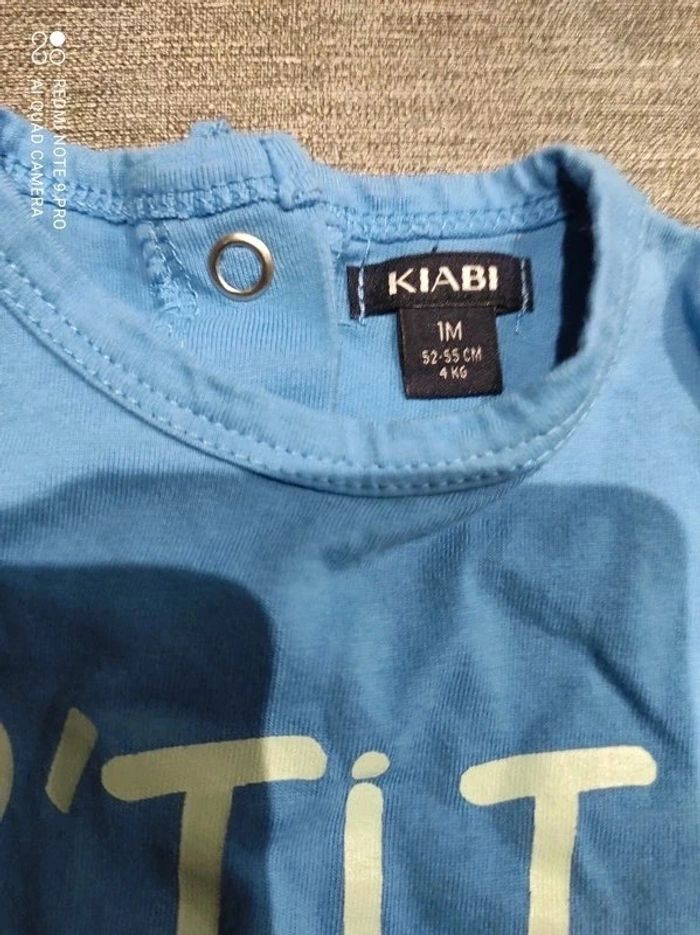 REDMI NOTE 9 PRO
AI QUAD CAMERA
KIABI
1M
52-55 CM
4 KG
'TiT